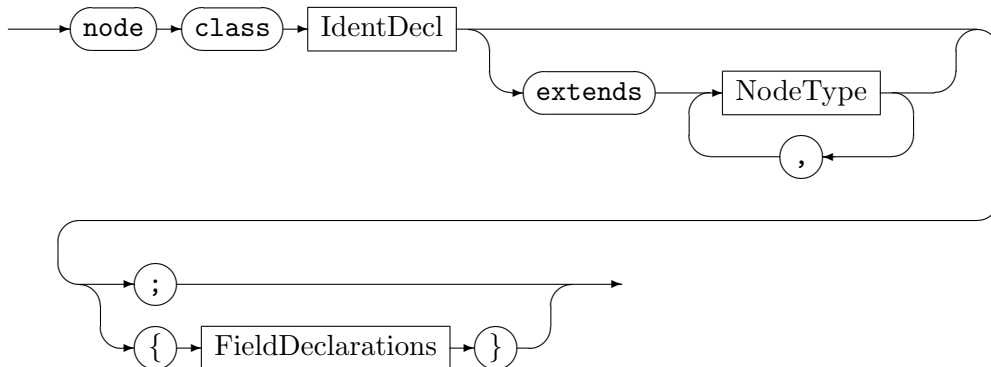 node class IdentDecl
extends NodeType
,
;
{ FieldDeclarations }